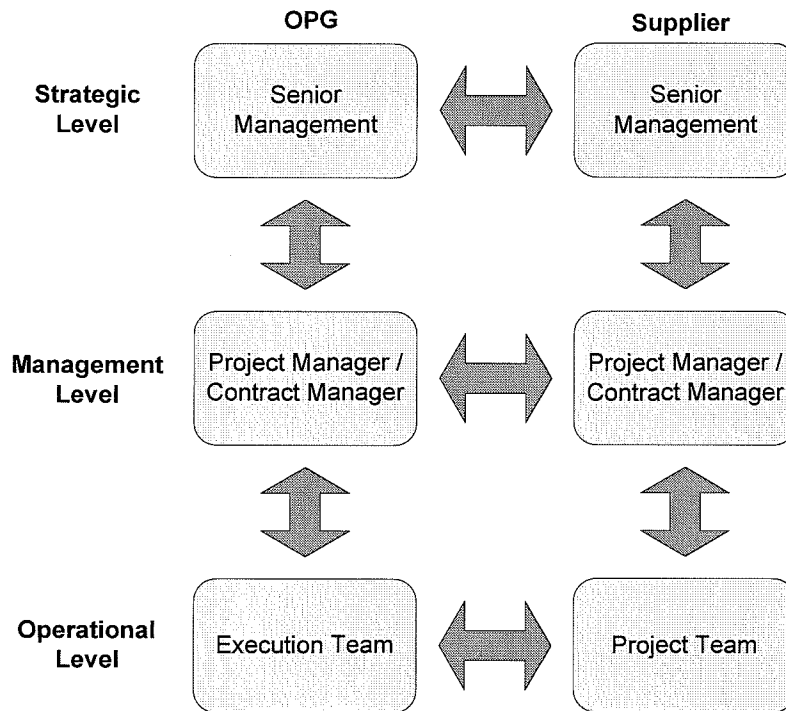 OPG
Supplier
Strategic
Level
Senior
Management
Senior
Management
Management
Level
Project Manager /
Contract Manager
Project Manager /
Contract Manager
Operational
Level
Execution Team
Project Team